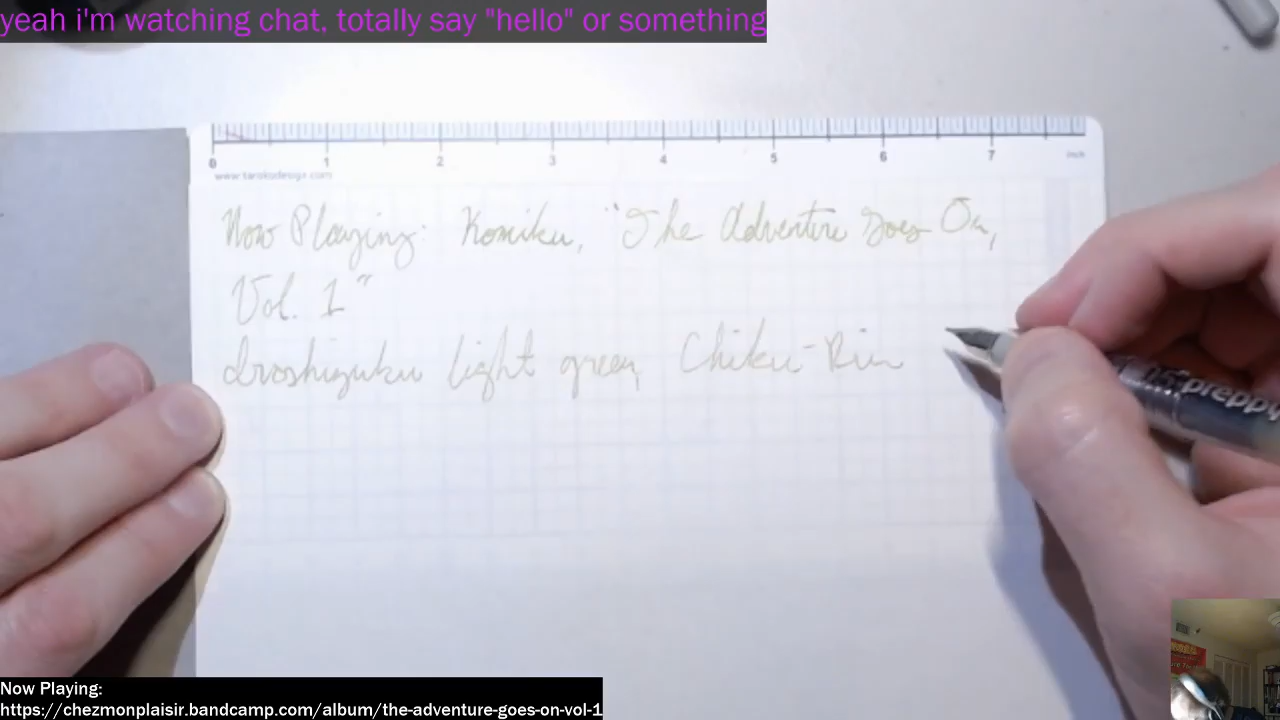 yeah i'm watching chat, totally say "hello" or something
0 1 2 3 4 5 6 7 inch
Now Playing: Komiku, "The Adventure Goes On,
Vol. 1"
Iroshizuku light green, Chiku-Rin
preppy
Now Playing:
https://chezmonplaisir.bandcamp.com/album/the-adventure-goes-on-vol-1